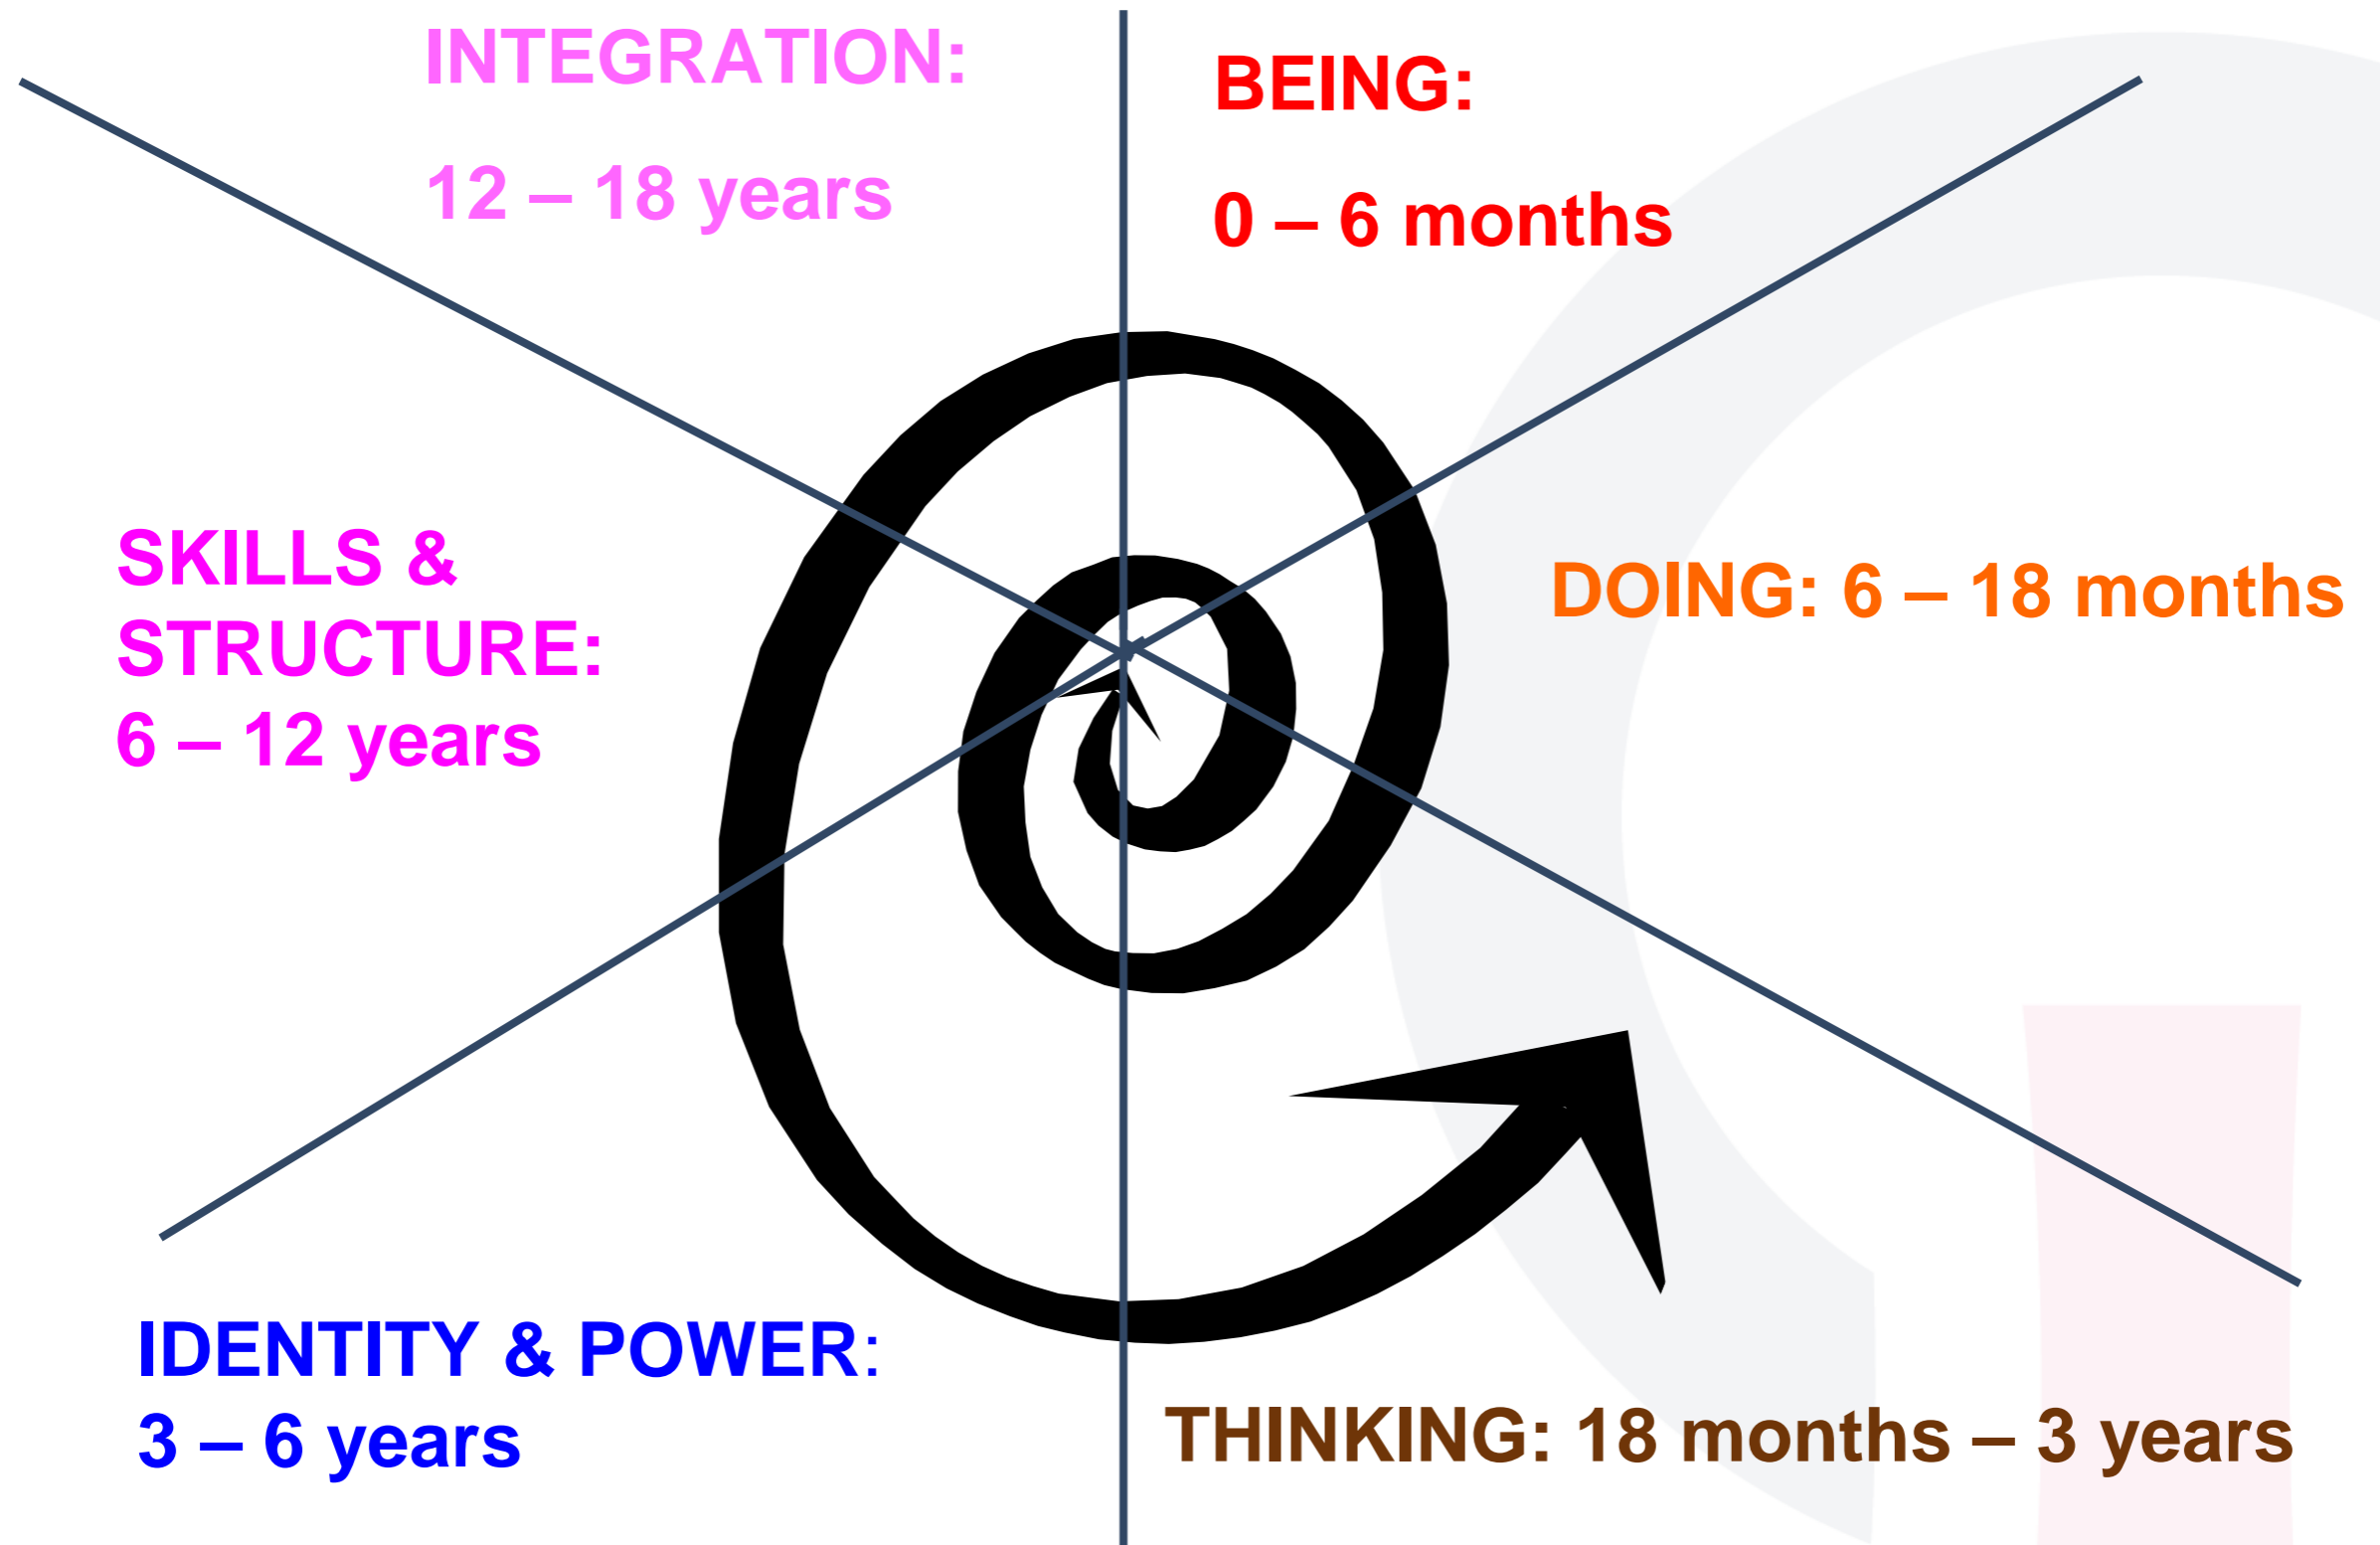 INTEGRATION:
12 – 18 years
BEING:
0 – 6 months
SKILLS &
STRUCTURE:
6 – 12 years
DOING: 6 – 18 months
IDENTITY & POWER:
3 – 6 years
THINKING: 18 months – 3 years